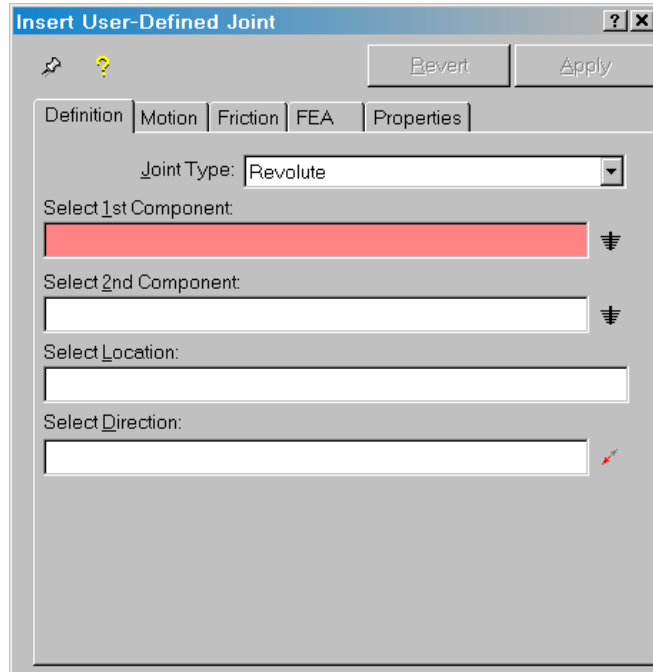 Insert User-Defined Joint
Revert Apply
Definition Motion Friction FEA Properties
Joint Type: Revolute
Select 1st Component:
Select 2nd Component:
Select Location:
Select Direction: